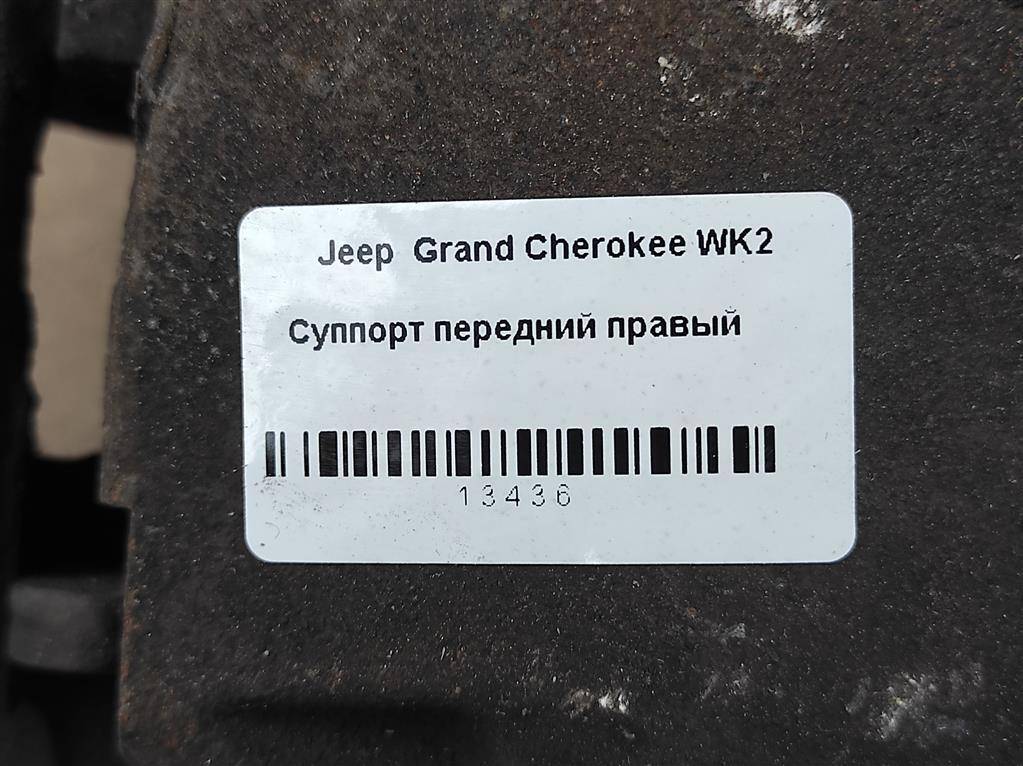 Jeep Grand Cherokee WK2
Суппорт передний правый
13436